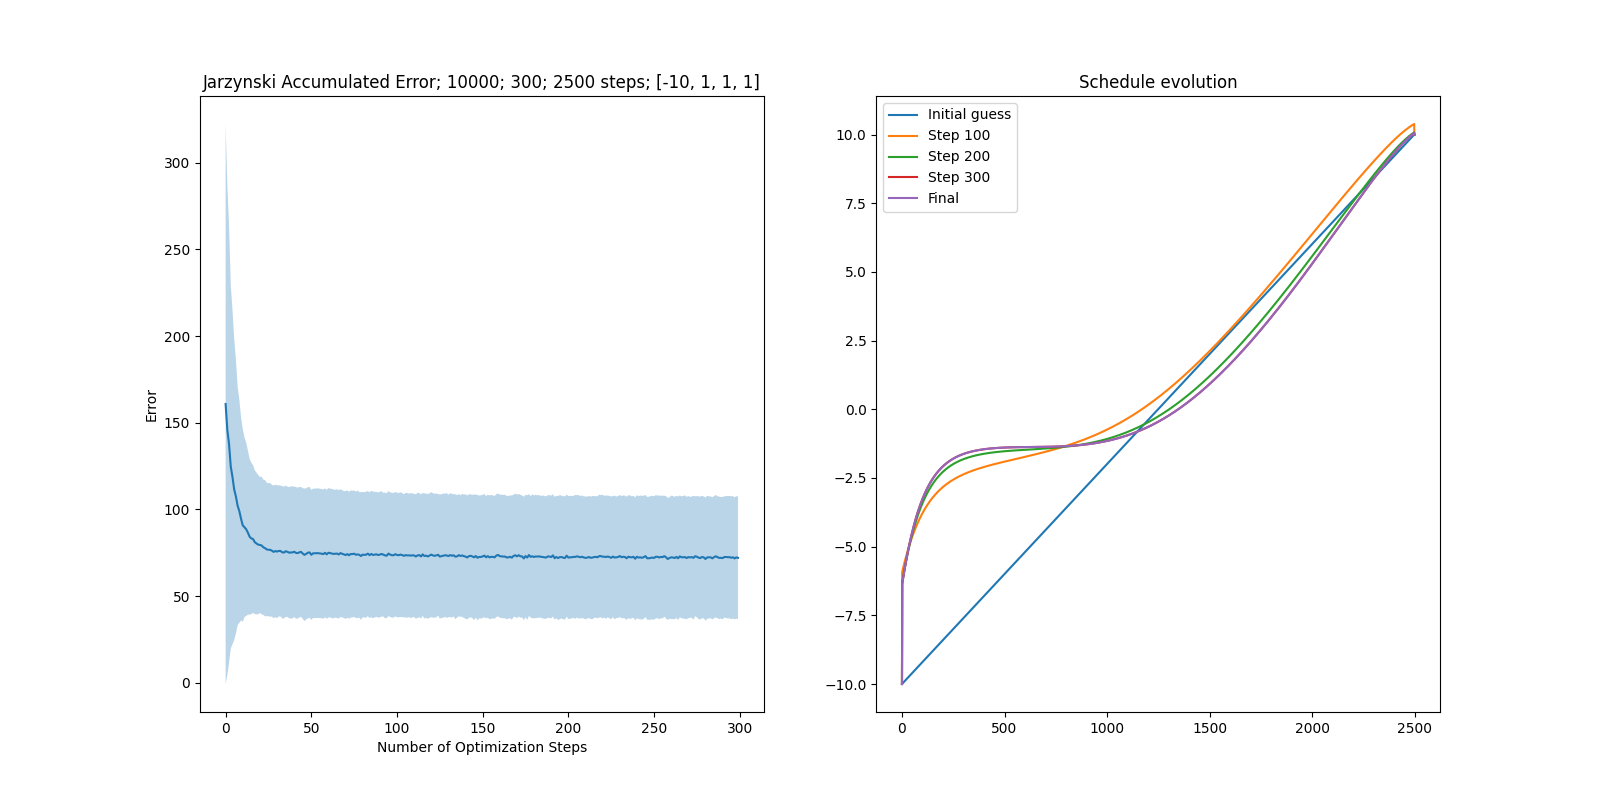 Jarzynski Accumulated Error; 10000; 300; 2500 steps; [-10, 1, 1, 1]
300
250
200
150
100
50
0
Error
0 50 100 150 200 250 300
Number of Optimization Steps
Schedule evolution
Initial guess
Step 100
Step 200
Step 300
Final
10.0
7.5
5.0
2.5
0.0
−2.5
−5.0
−7.5
−10.0
0 500 1000 1500 2000 2500